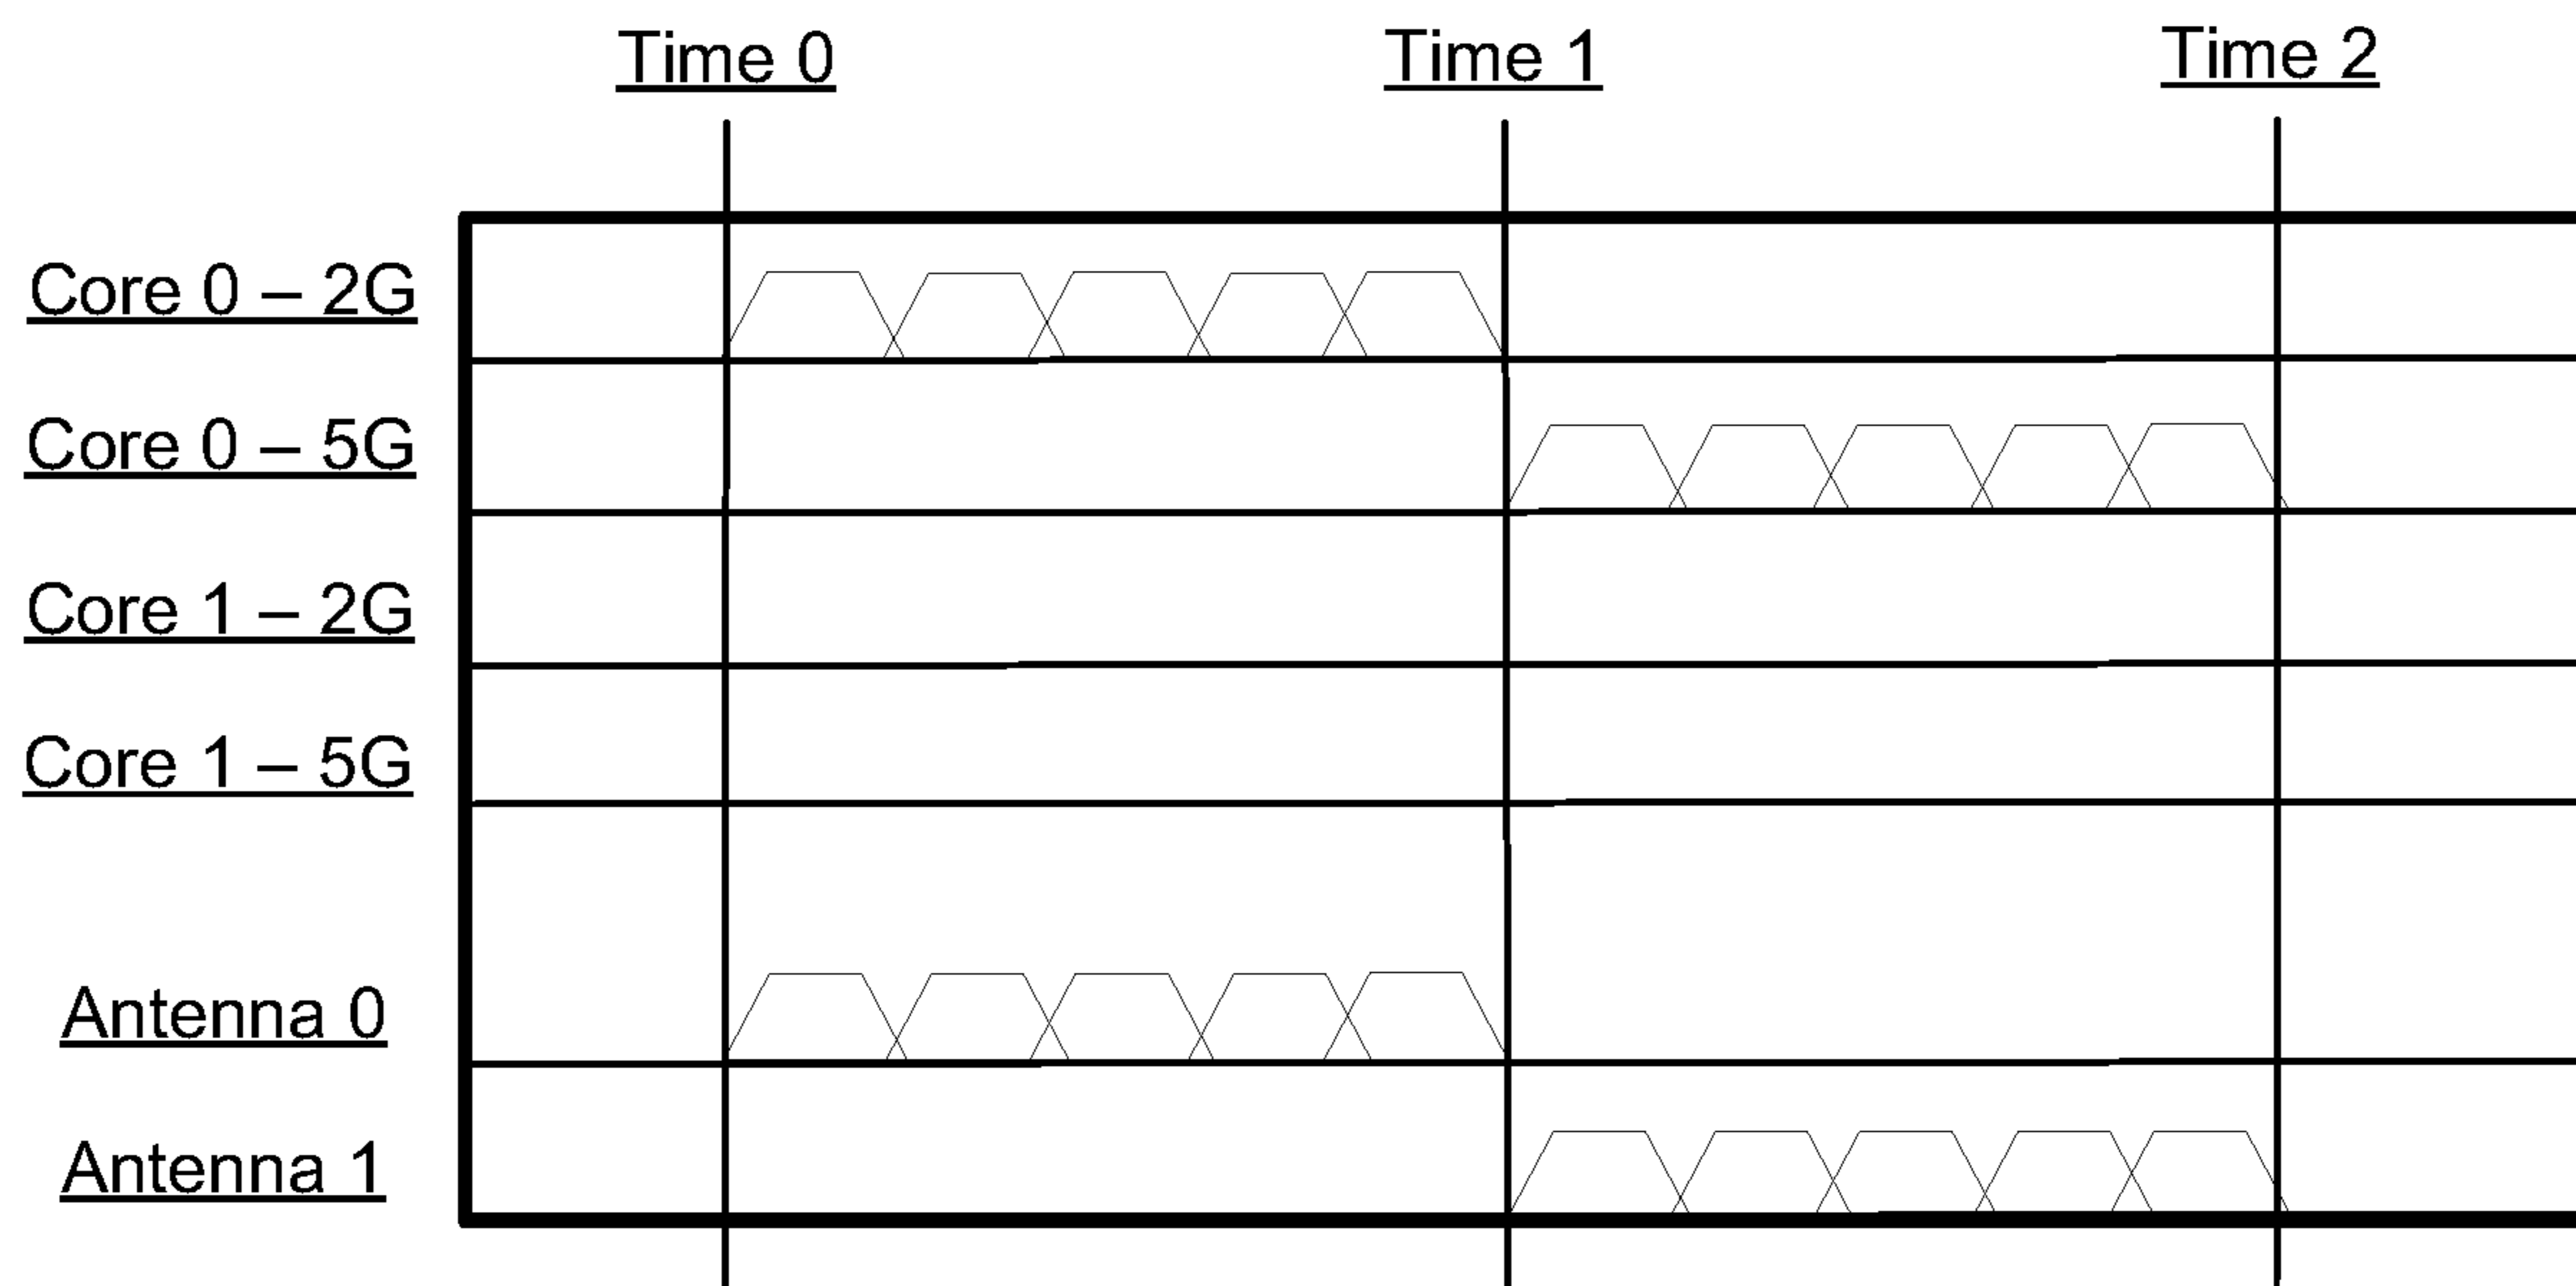 Time 0 Time 1 Time 2
Core 0 – 2G
Core 0 – 5G
Core 1 – 2G
Core 1 – 5G
Antenna 0
Antenna 1